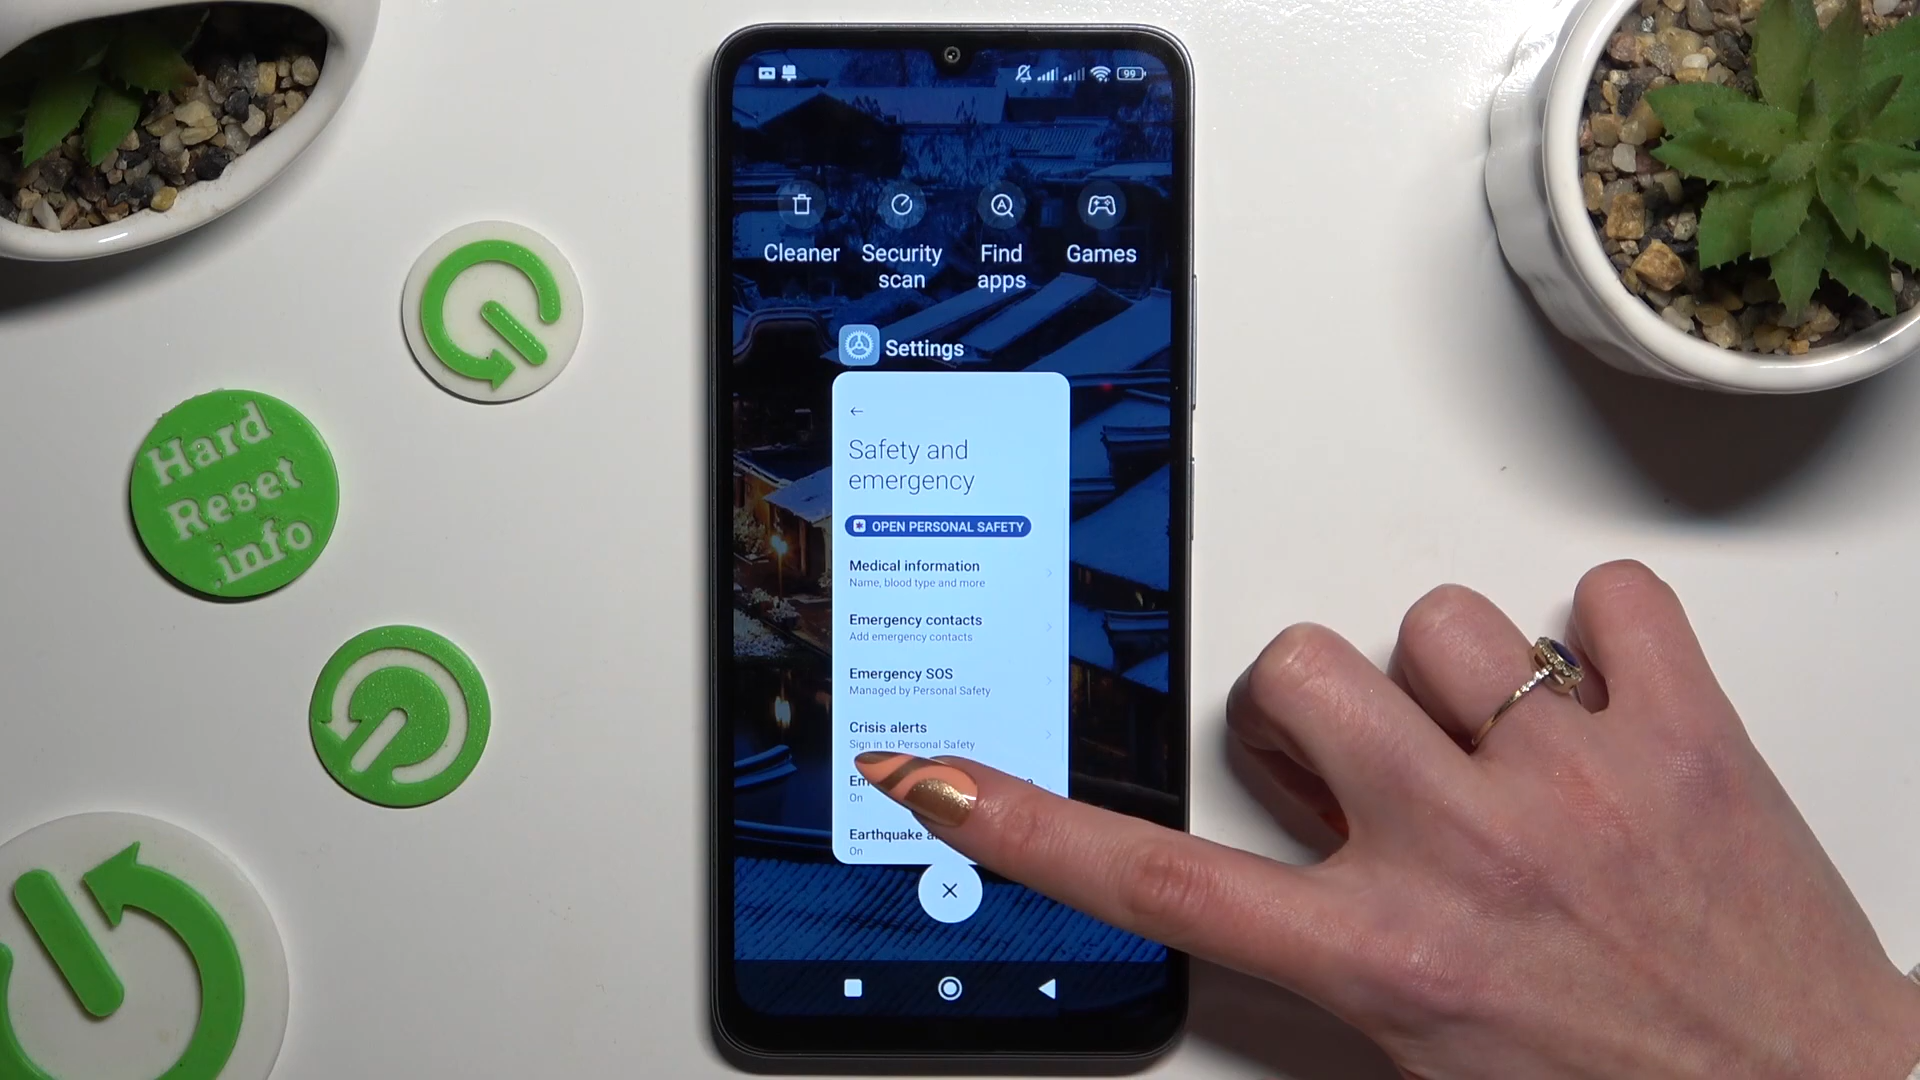 99
Cleaner
Security scan
Find apps
Games
Settings
Safety and
emergency
OPEN PERSONAL SAFETY
Medical information
Name, blood type and more
Emergency contacts
Add emergency contacts
Emergency SOS
Managed by Personal Safety
Crisis alerts
Sign in to Personal Safety
On
Earthquake
On
Hard
Reset
.info